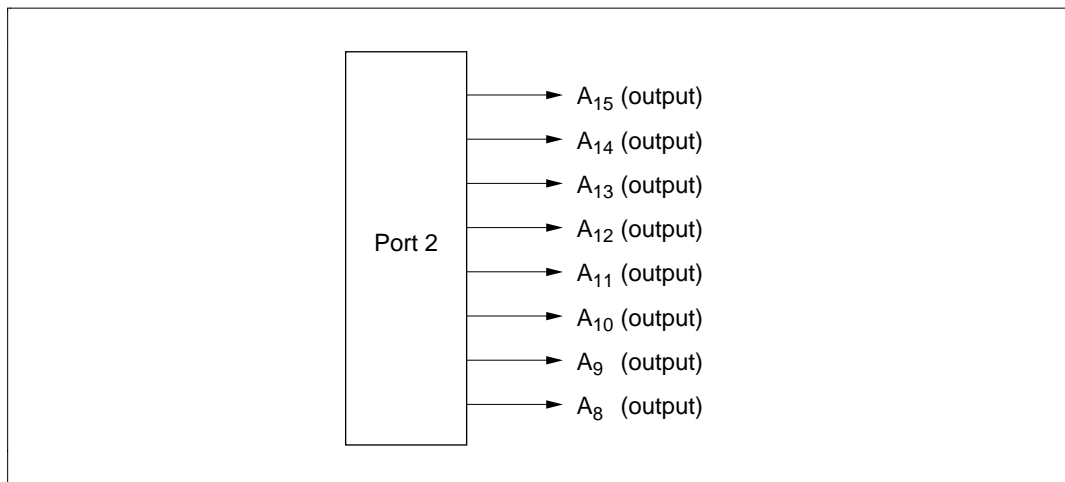 A15 (output)
A14 (output)
A13 (output)
A12 (output)
Port 2
A11 (output)
A10 (output)
A9 (output)
A8 (output)